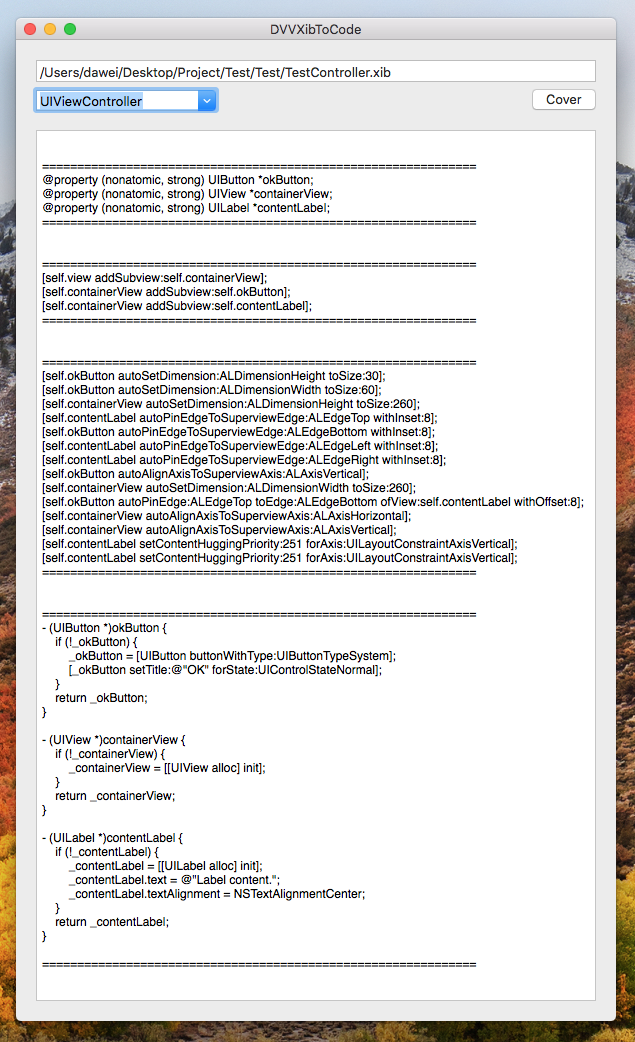 DVVXibToCode
/Users/dawei/Desktop/Project/Test/Test/TestController.xib
UIViewController
Cover
==============================================================
@property (nonatomic, strong) UIButton *okButton;
@property (nonatomic, strong) UIView *containerView;
@property (nonatomic, strong) UILabel *contentLabel;
==============================================================
==============================================================
[self.view addSubview:self.containerView];
[self.containerView addSubview:self.okButton];
[self.containerView addSubview:self.contentLabel];
==============================================================
==============================================================
[self.okButton autoSetDimension:ALDimensionHeight toSize:30];
[self.okButton autoSetDimension:ALDimensionWidth toSize:60];
[self.containerView autoSetDimension:ALDimensionHeight toSize:260];
[self.contentLabel autoPinEdgeToSuperviewEdge:ALEdgeTop withInset:8];
[self.okButton autoPinEdgeToSuperviewEdge:ALEdgeBottom withInset:8];
[self.contentLabel autoPinEdgeToSuperviewEdge:ALEdgeLeft withInset:8];
[self.contentLabel autoPinEdgeToSuperviewEdge:ALEdgeRight withInset:8];
[self.okButton autoAlignAxisToSuperviewAxis:ALAxisVertical];
[self.containerView autoSetDimension:ALDimensionWidth toSize:260];
[self.okButton autoPinEdge:ALEdgeTop toEdge:ALEdgeBottom ofView:self.contentLabel withOffset:8];
[self.containerView autoAlignAxisToSuperviewAxis:ALAxisHorizontal];
[self.containerView autoAlignAxisToSuperviewAxis:ALAxisVertical];
[self.contentLabel setContentHuggingPriority:251 forAxis:UILayoutConstraintAxisVertical];
[self.contentLabel setContentHuggingPriority:251 forAxis:UILayoutConstraintAxisVertical];
==============================================================
==============================================================
- (UIButton *)okButton {
    if (!_okButton) {
        _okButton = [UIButton buttonWithType:UIButtonTypeSystem];
        [_okButton setTitle:@"OK" forState:UIControlStateNormal];
    }
    return _okButton;
}
- (UIView *)containerView {
    if (!_containerView) {
        _containerView = [[UIView alloc] init];
    }
    return _containerView;
}
- (UILabel *)contentLabel {
    if (!_contentLabel) {
        _contentLabel = [[UILabel alloc] init];
        _contentLabel.text = @"Label content.";
        _contentLabel.textAlignment = NSTextAlignmentCenter;
    }
    return _contentLabel;
}
==============================================================